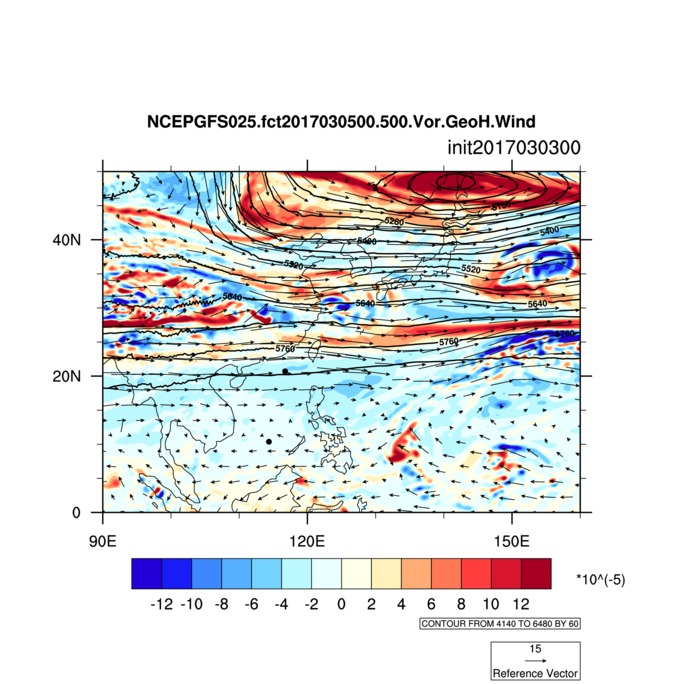 NCEPGFS025.fct2017030500.500.Vor.GeoH.Wind
init2017030300
5160
5280
5400
5400
40N
5520
5520
5640
5640
5640
5760
5760
5760
20N
0
90E 120E 150E
-12 -10 -8 -6 -4 -2 0 2 4 6 8 10 12
*10^(-5)
CONTOUR FROM 4140 TO 6480 BY 60
15
Reference Vector